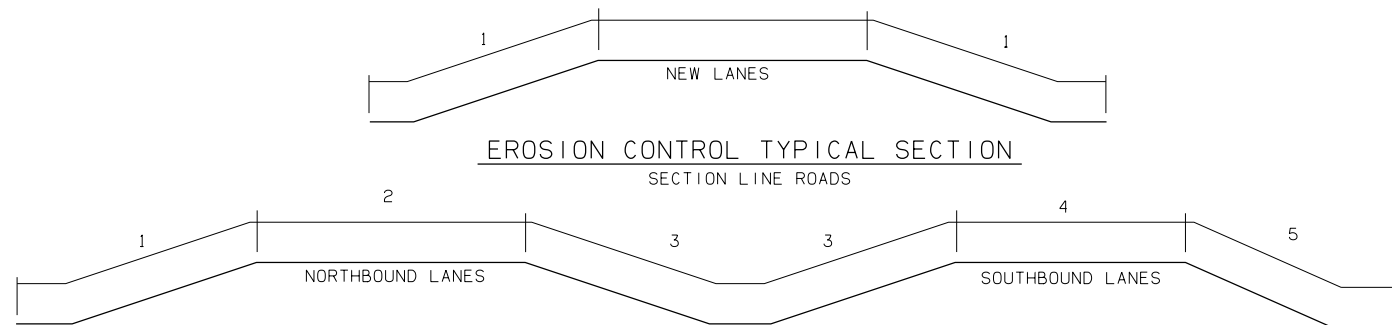 1 1
NEW LANES
EROSION CONTROL TYPICAL SECTION
SECTION LINE ROADS
1 2 3 3 4 5
NORTHBOUND LANES SOUTHBOUND LANES